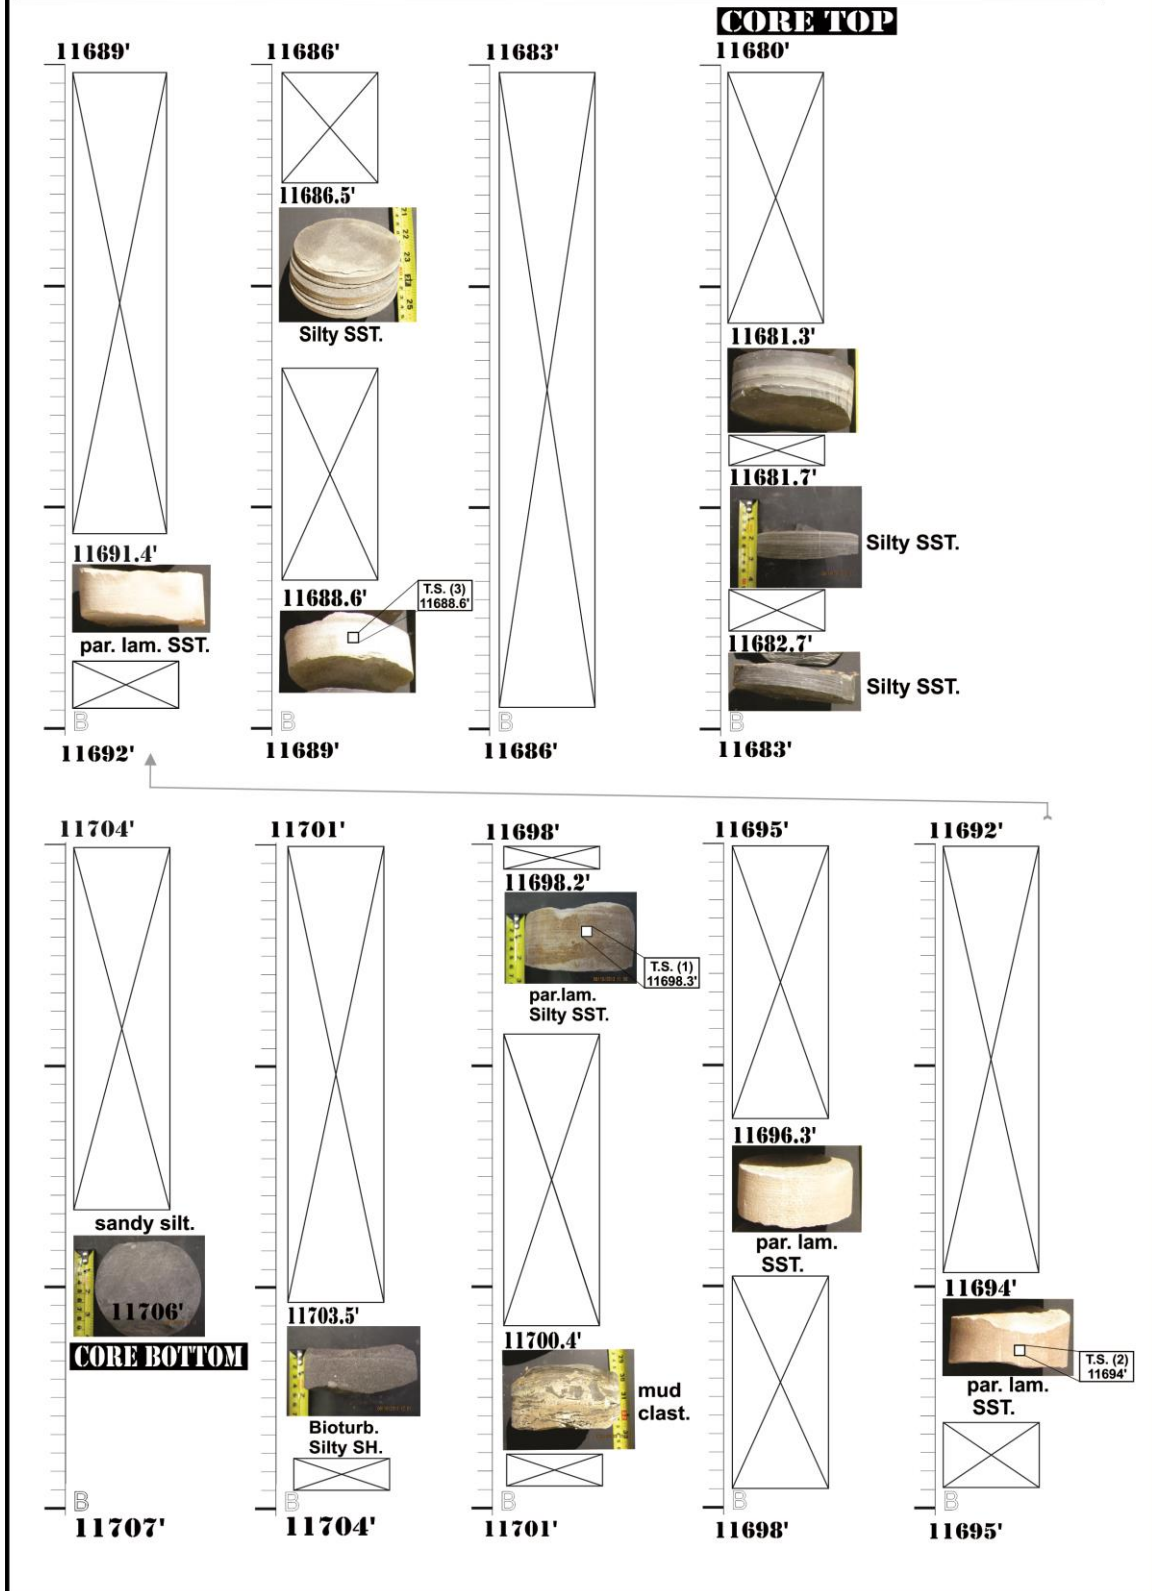 CORE TOP
11689'
11686'
11683'
11680'
11686.5'
Silty SST.
11681.3'
11681.7'
Silty SST.
11691.4'
par. lam. SST.
11688.6'
T.S. (3)
11688.6'
11682.7'
Silty SST.
B
B
B
B
11692'
11689'
11686'
11683'
11704'
11701'
11698'
11695'
11692'
11698.2'
T.S. (1)
11698.3'
par.lam.
Silty SST.
11696.3'
par. lam.
SST.
sandy silt.
11706'
CORE BOTTOM
11703.5'
Bioturb.
Silty SH.
11700.4'
mud
clast.
11694'
T.S. (2)
11694'
par. lam.
SST.
B
B
B
B
B
11707'
11704'
11701'
11698'
11695'